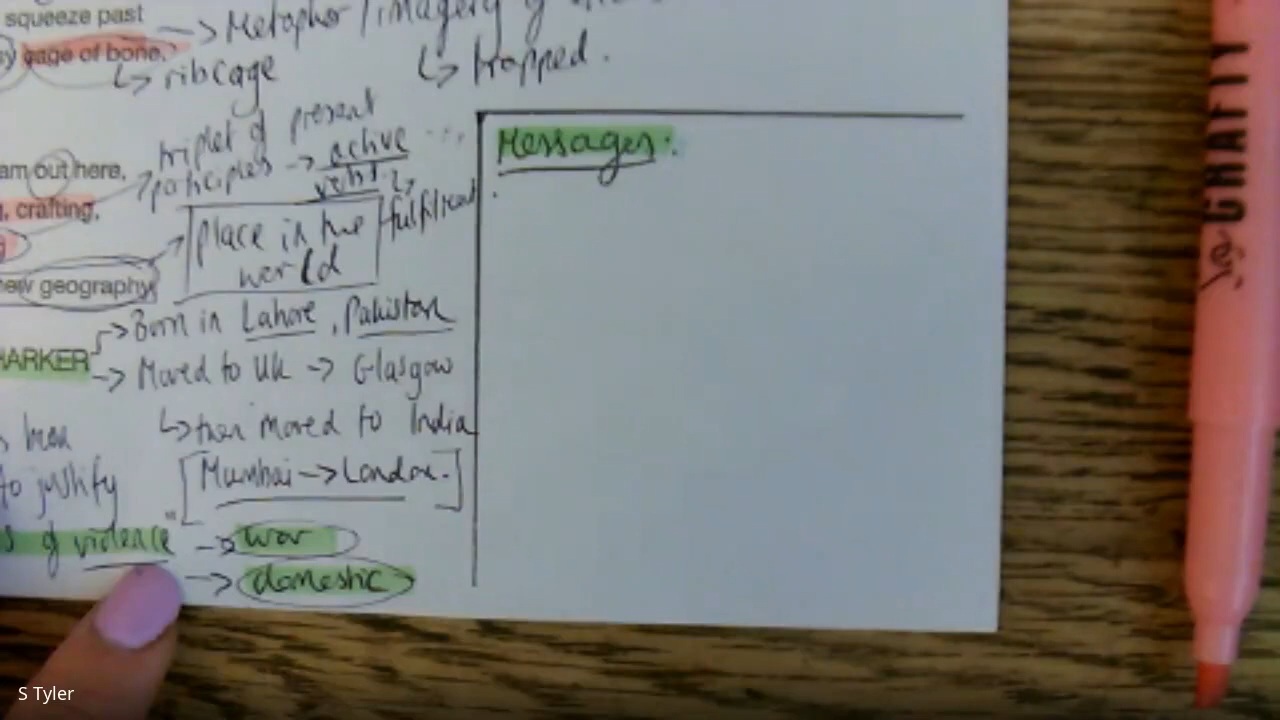 squeeze past
-> Metaphor / imagery of
cage of bone.
-> ribcage
-> trapped.
triplet of present
participles -> active
verbs
-> fulfilled
am out here,
crafting,
new geography
place in the
world
Messages:
HARKER
-> Born in Lahore, Pakistan
-> Moved to UK -> Glasgow
-> then moved to India
[Mumbai -> London.]
to justify
of violence" -> war
-> domestic
CRAFTY
S Tyler